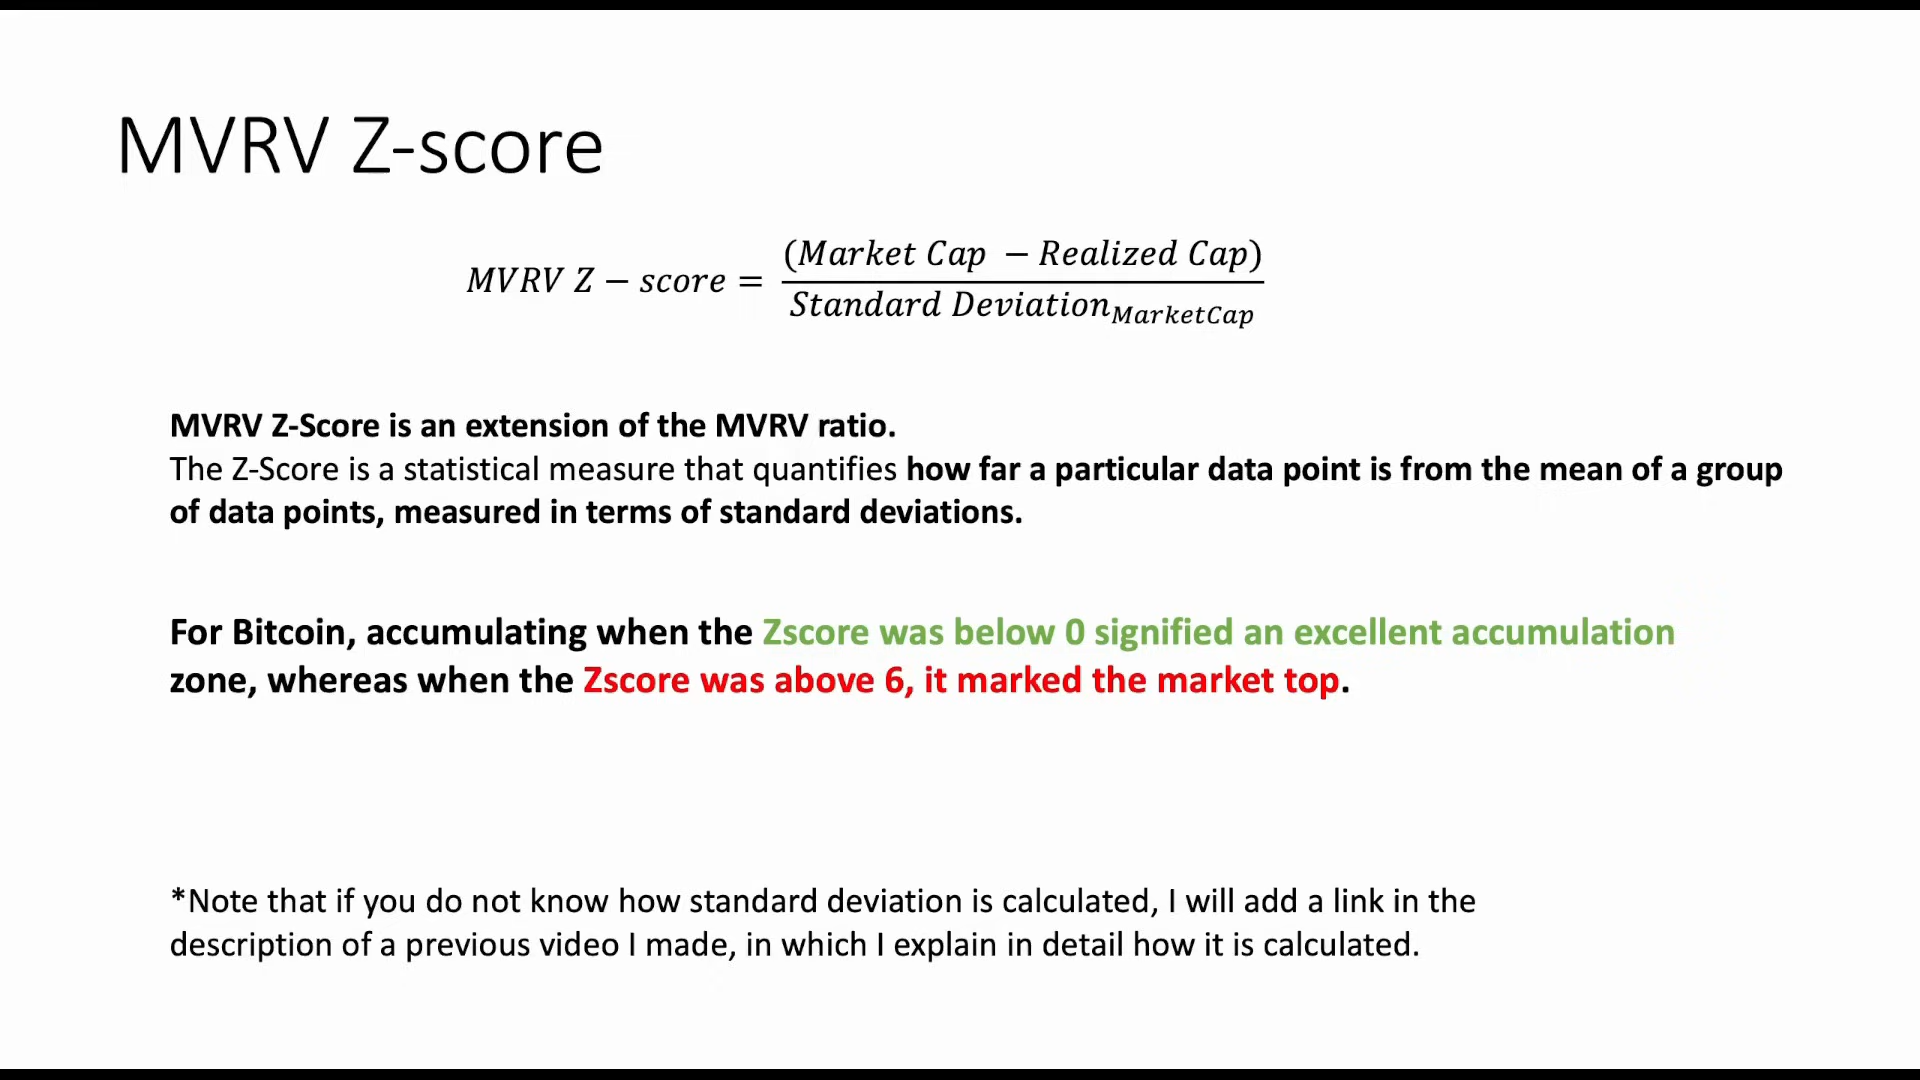 MVRV Z-score
MVRV Z − score = (Market Cap − Realized Cap)
Standard Deviation MarketCap
MVRV Z-Score is an extension of the MVRV ratio.
The Z-Score is a statistical measure that quantifies how far a particular data point is from the mean of a group
of data points, measured in terms of standard deviations.
For Bitcoin, accumulating when the Zscore was below 0 signified an excellent accumulation
zone, whereas when the Zscore was above 6, it marked the market top.
*Note that if you do not know how standard deviation is calculated, I will add a link in the
description of a previous video I made, in which I explain in detail how it is calculated.